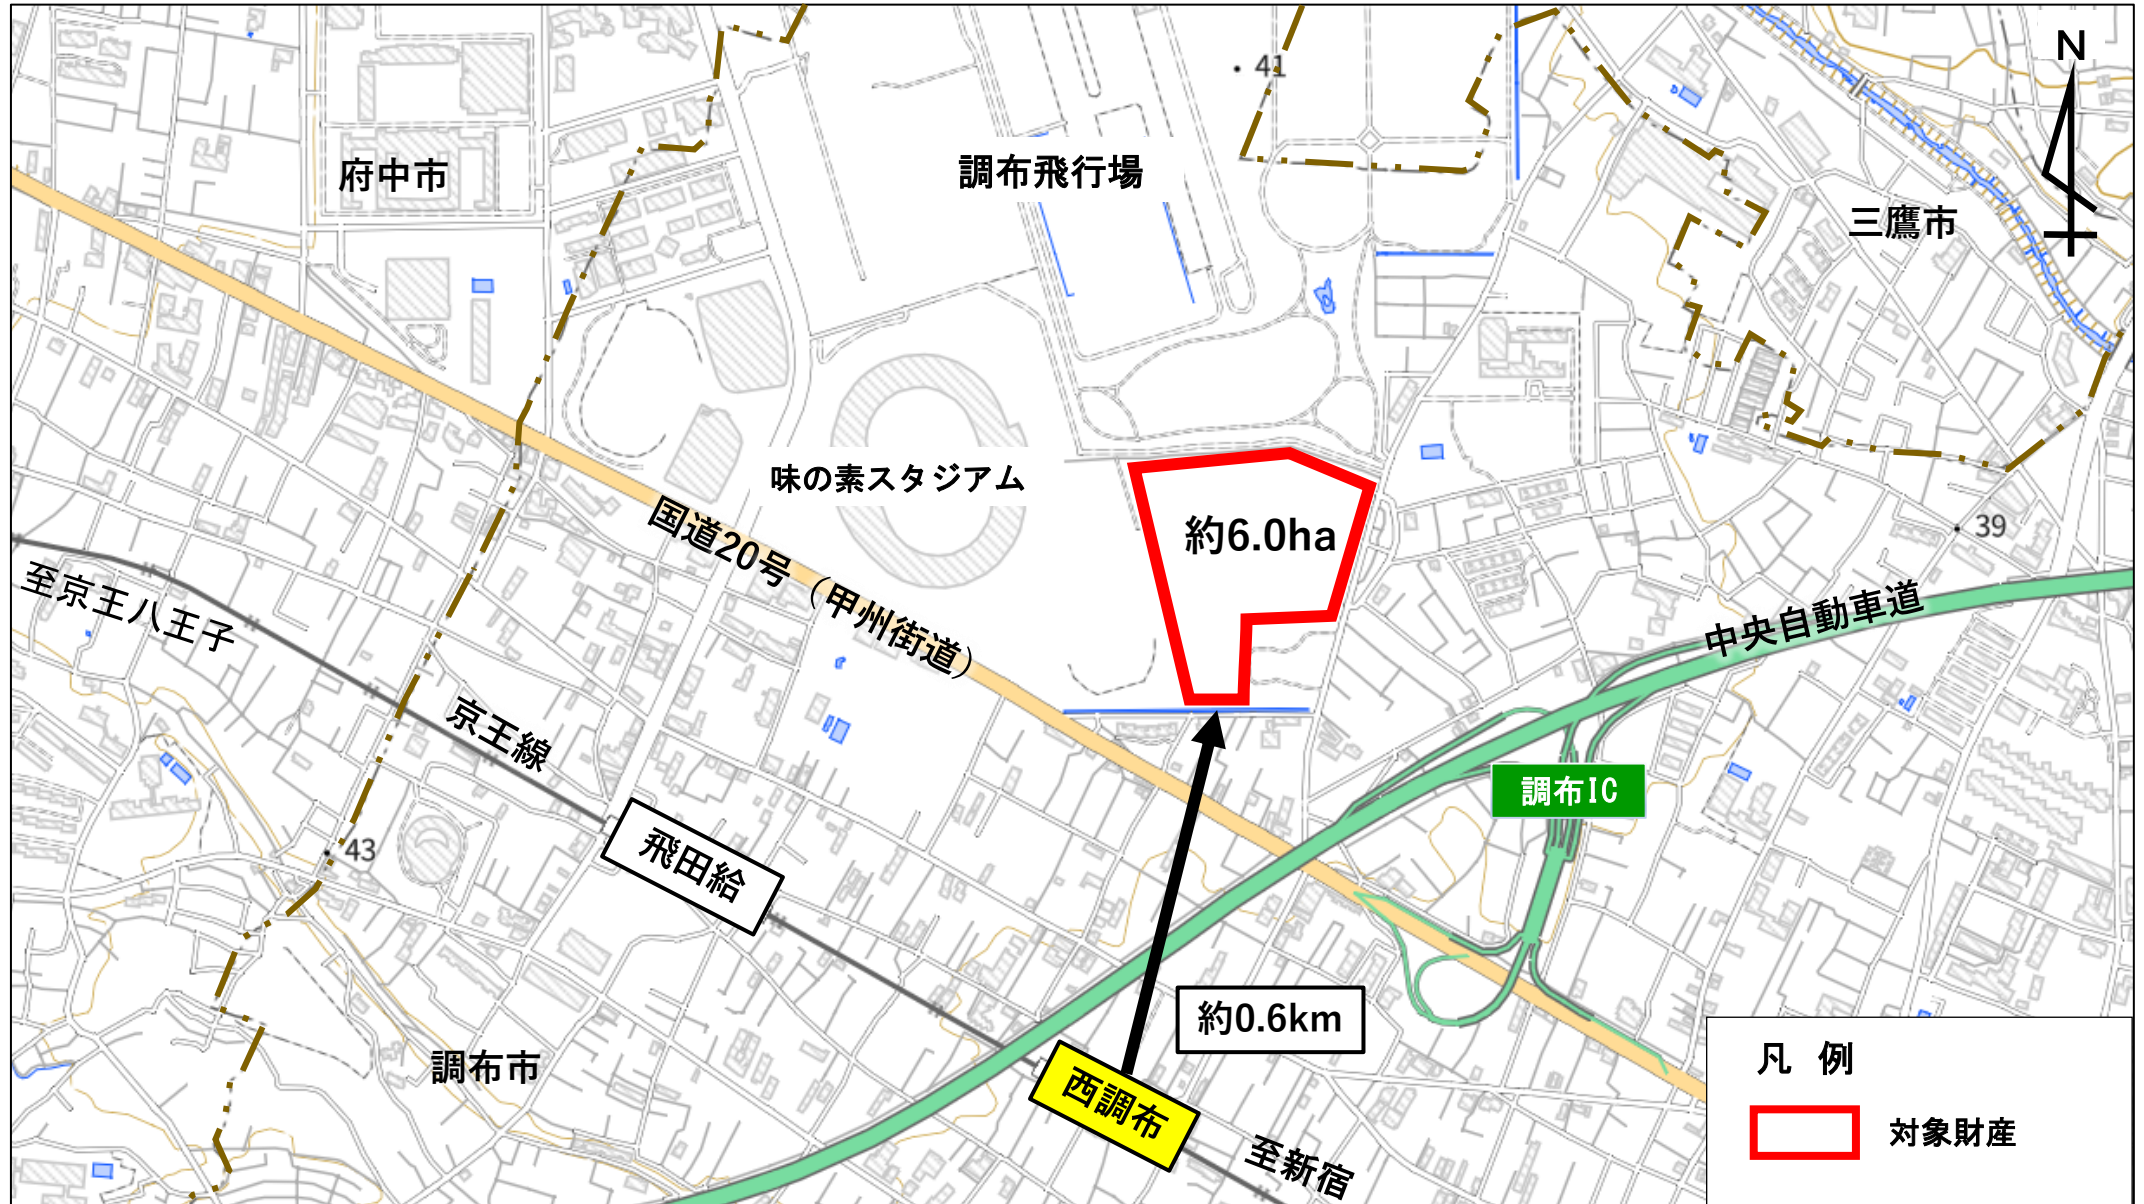 N
・41
府中市
調布飛行場
三鷹市
味の素スタジアム
約6.0ha
国道20号（甲州街道）
39
至京王八王子
中央自動車道
京王線
調布IC
43
飛田給
約0.6km
調布市
西調布
至新宿
凡 例
対象財産